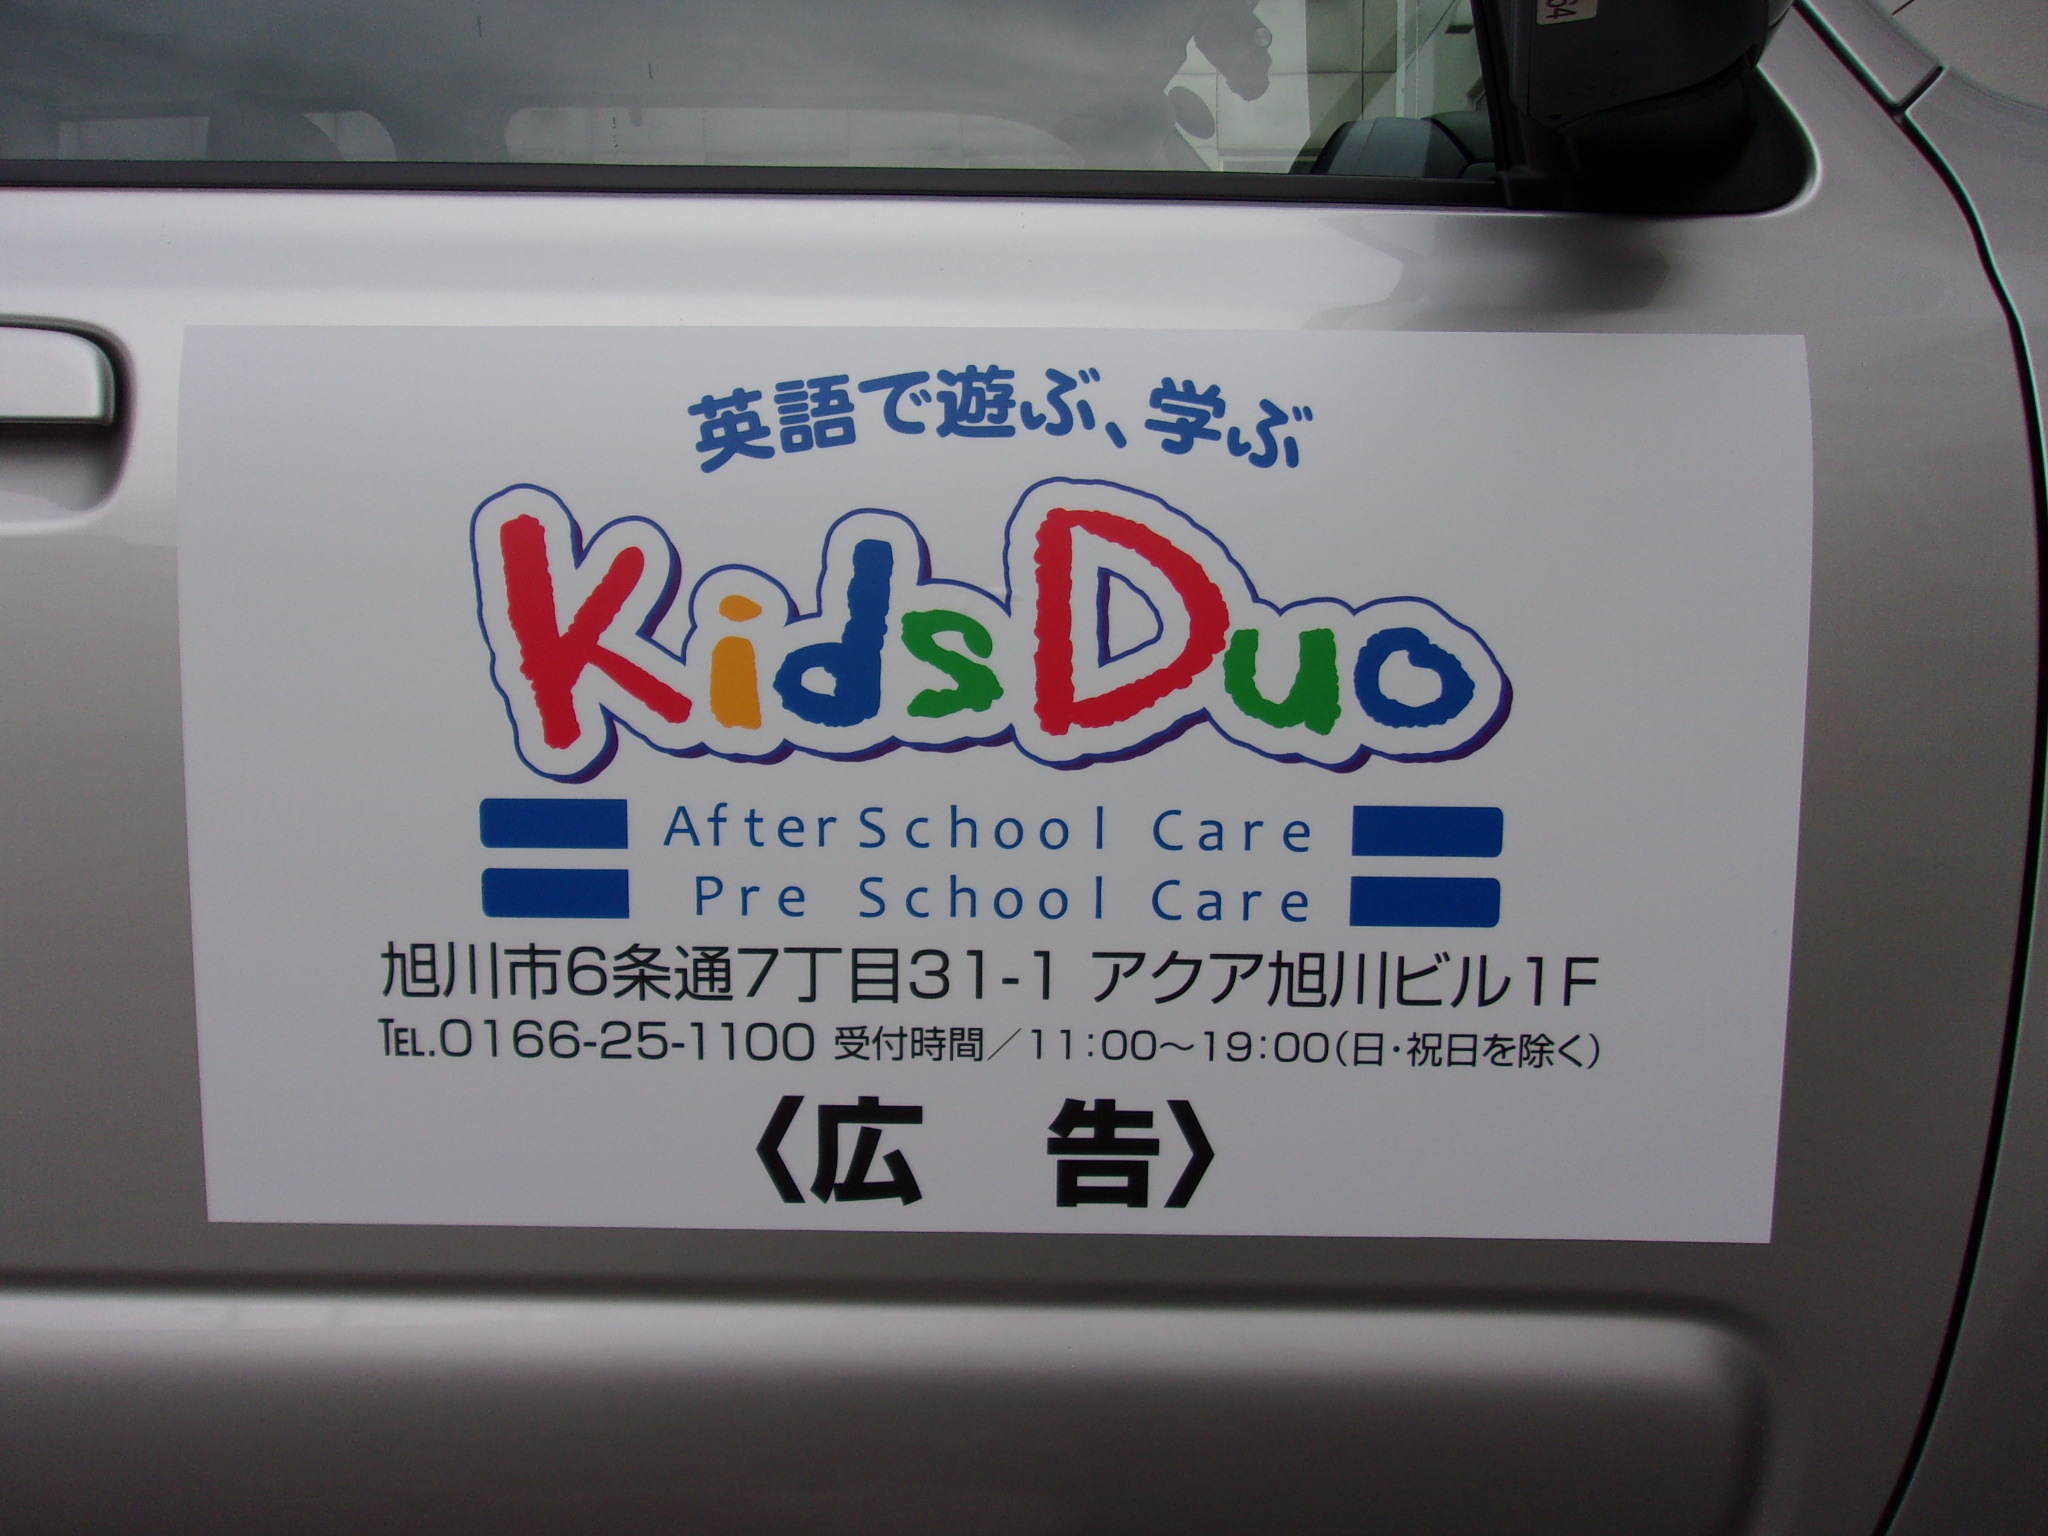 英語で遊ぶ、学ぶ
KidsDuo
AfterSchool Care
Pre School Care
旭川市6条通7丁目31-1 アクア旭川ビル1F
TEL.0166-25-1100 受付時間／11:00～19:00(日・祝日を除く)
〈広 告〉